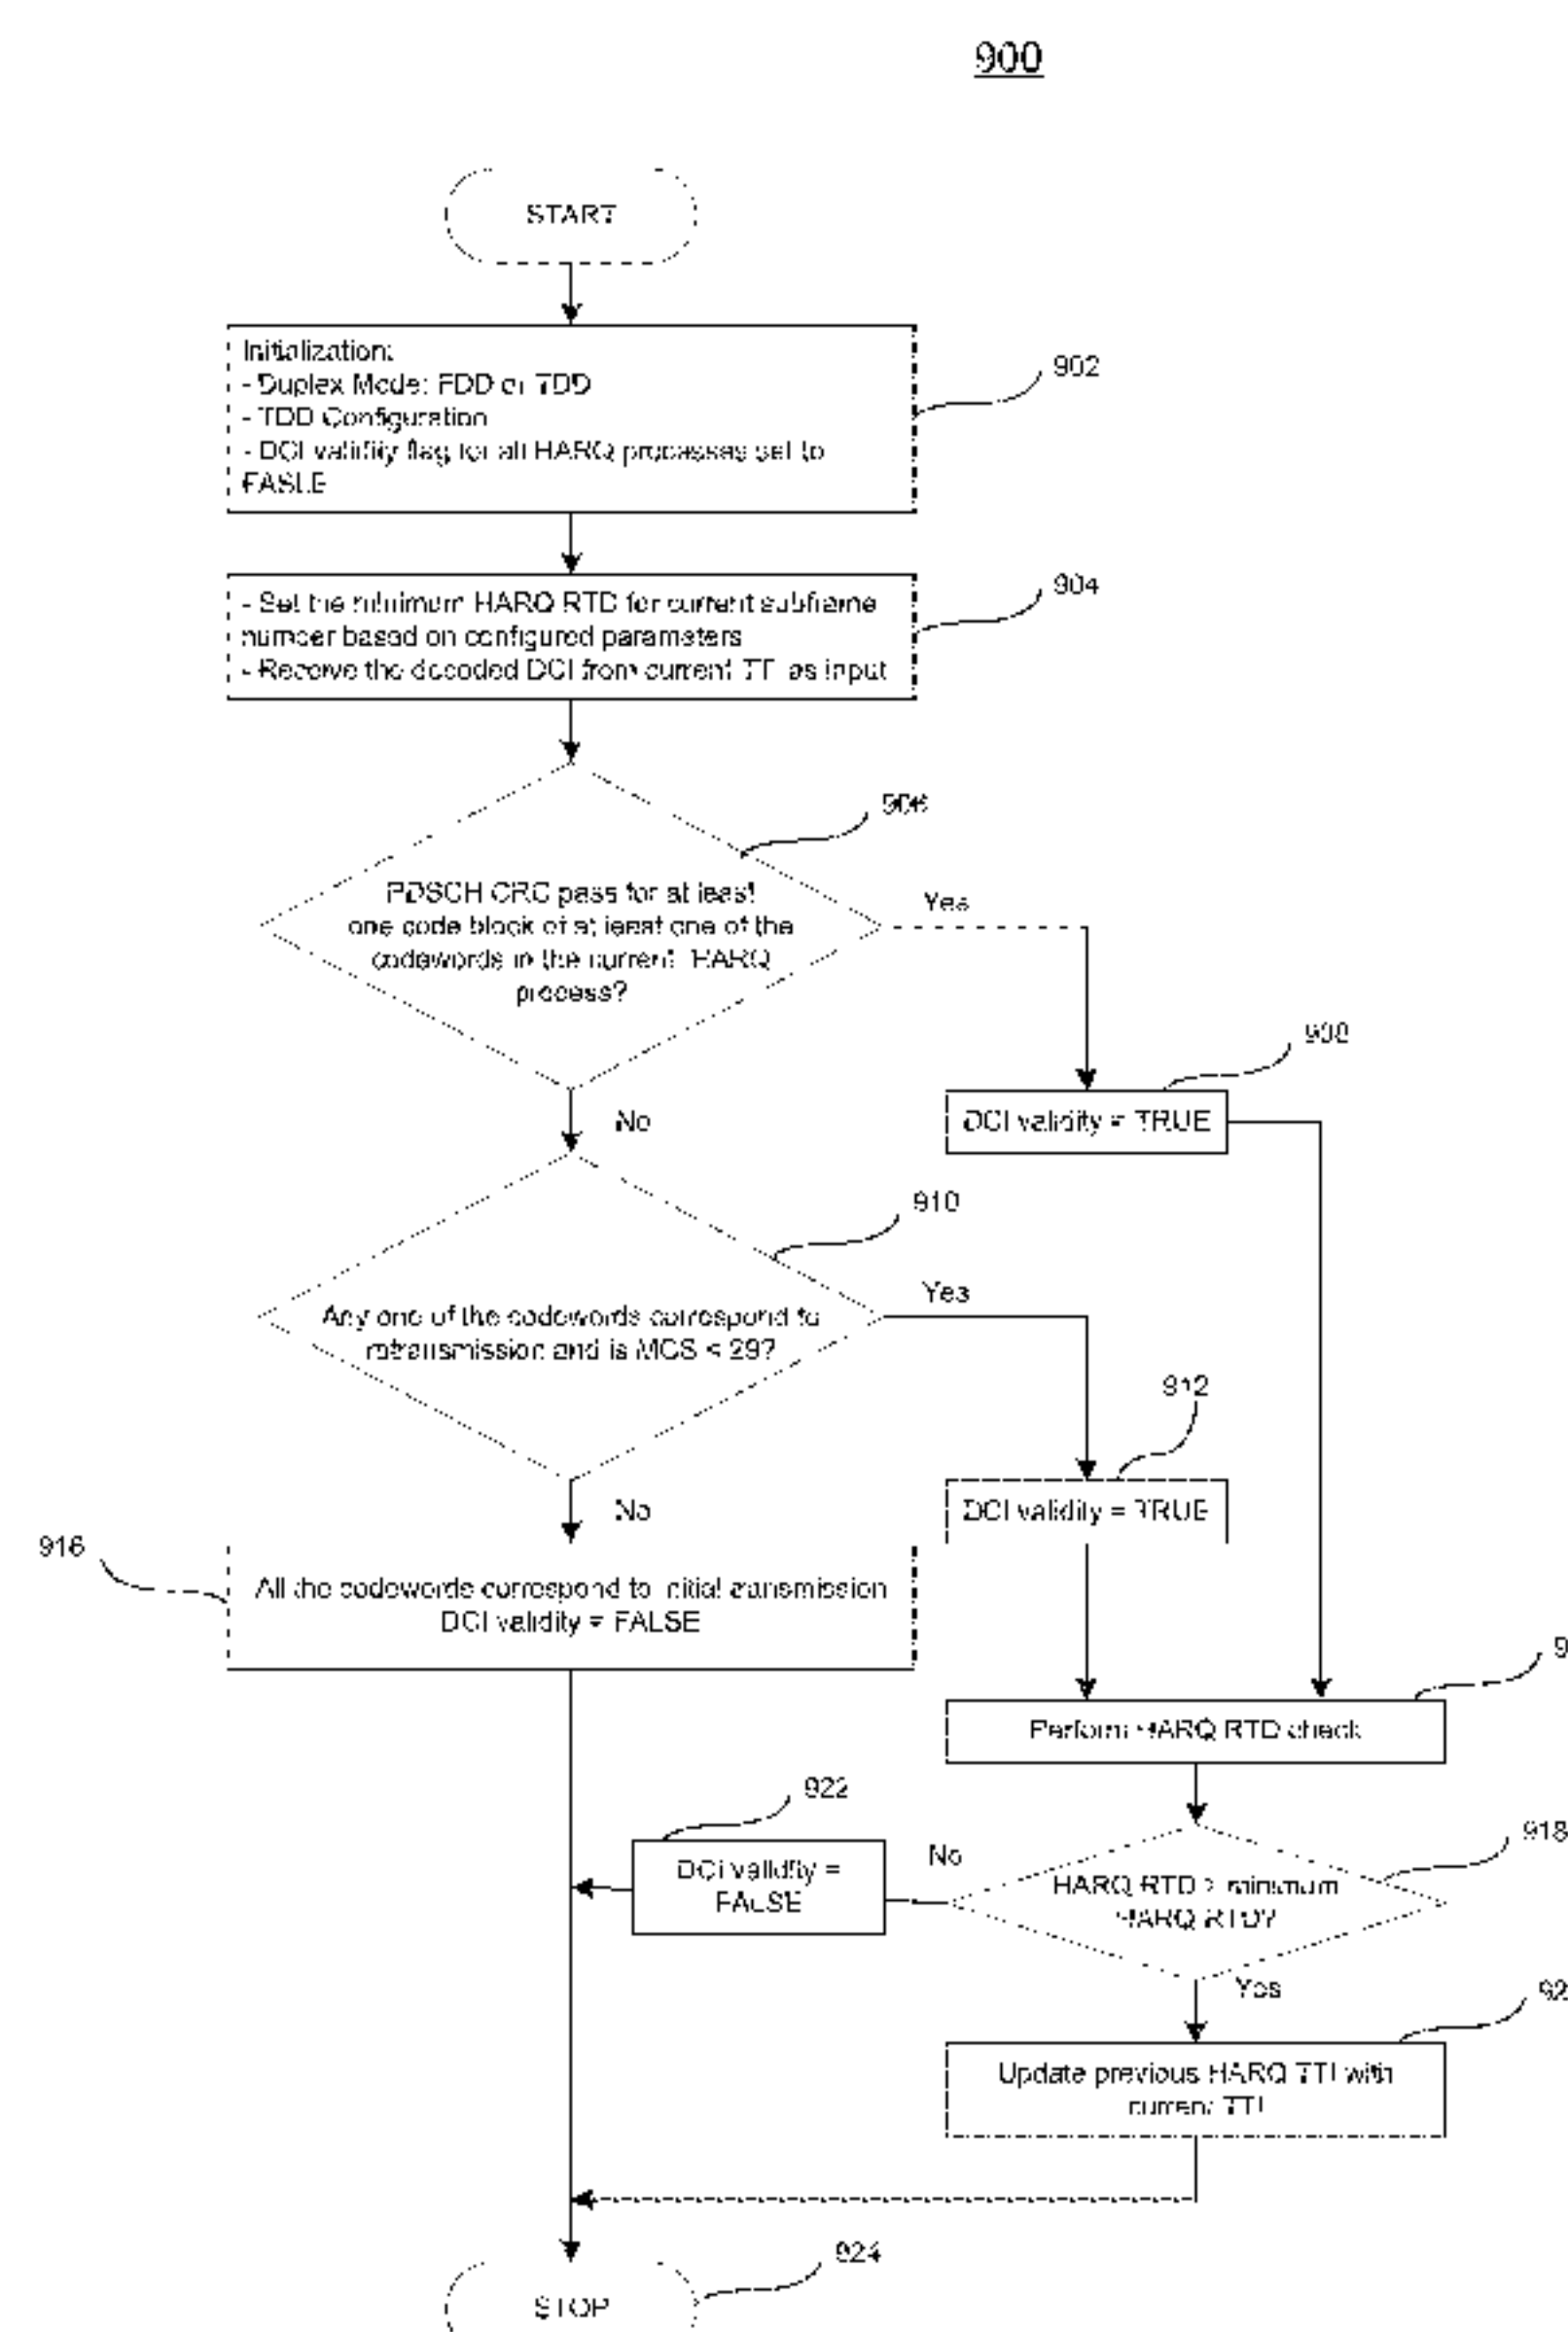 900
START
Initialization:
- Duplex Mode: FDD or TDD
- TDD Configuration
- DCI validity flag for all HARQ processes set to
FASLE
902
- Set the minimum HARQ RTD for current subframe
number based on configured parameters
- Receive the decoded DCI from current TTI as input
904
906
PDSCH CRC pass for at least
one code block of at least one of the
codewords in the current HARQ
process?
Yes
908
DCI validity = TRUE
No
910
Any one of the codewords correspond to
retransmission and is MCS < 29?
Yes
912
DCI validity = TRUE
No
916
All the codewords correspond to initial transmission
DCI validity = FALSE
9
Perform HARQ RTD check
922
DCI validity =
FALSE
No
918
HARQ RTD > minimum
HARQ RTD?
Yes
92
Update previous HARQ TTI with
current TTI
924
STOP